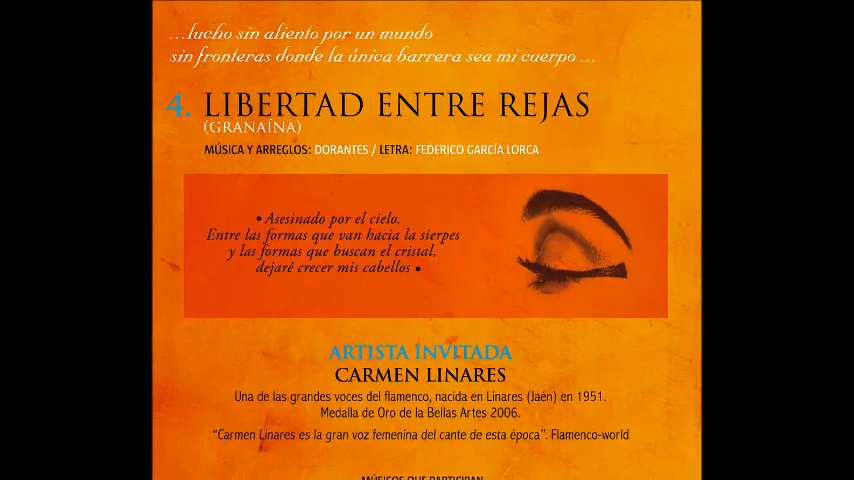 ...lucho sin aliento por un mundo
sin fronteras donde la única barrera sea mi cuerpo...
4. LIBERTAD ENTRE REJAS
(GRANAÍNA)
MÚSICA Y ARREGLOS: DORANTES / LETRA: FEDERICO GARCÍA LORCA
• Asesinado por el cielo.
Entre las formas que van hacia la sierpes
y las formas que buscan el cristal,
dejaré crecer mis cabellos •
ARTISTA INVITADA
CARMEN LINARES
Una de las grandes voces del flamenco, nacida en Linares (Jaén) en 1951.
Medalla de Oro de la Bellas Artes 2006.
“Carmen Linares es la gran voz femenina del cante de esta época”. Flamenco-world
MÚSICOS QUE PARTICIPAN